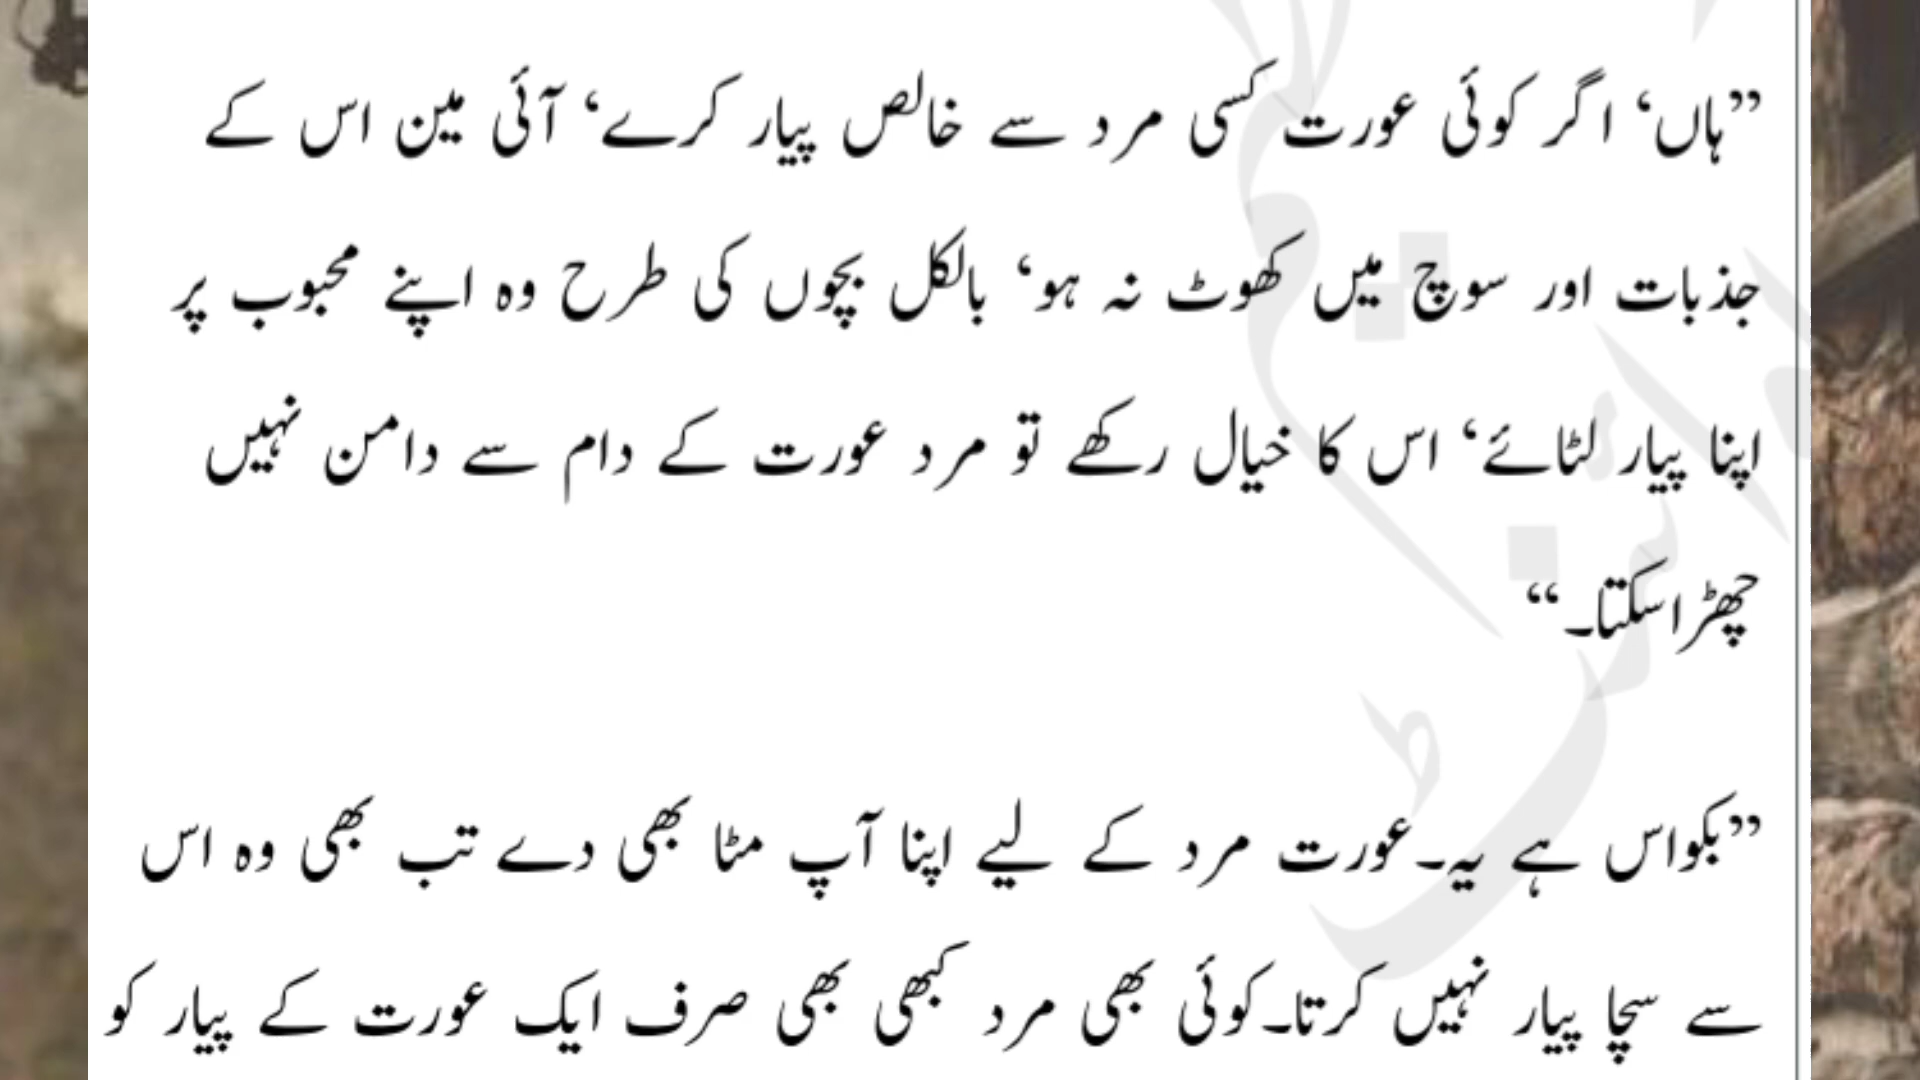 ”ہاں‘ اگر کوئی عورت کسی مرد سے خالص پیار کرے‘ آئی مین اس کے
جذبات اور سوچ میں کھوٹ نہ ہو‘ بالکل بچوں کی طرح وہ اپنے محبوب پر
اپنا پیار لٹائے‘ اس کا خیال رکھے تو مرد عورت کے دام سے دامن نہیں
چھڑاسکتا۔“
”بکواس ہے یہ۔عورت مرد کے لیے اپنا آپ مٹا بھی دے تب بھی وہ اس
سے سچا پیار نہیں کرتا۔کوئی بھی مرد کبھی بھی صرف ایک عورت کے پیار کو